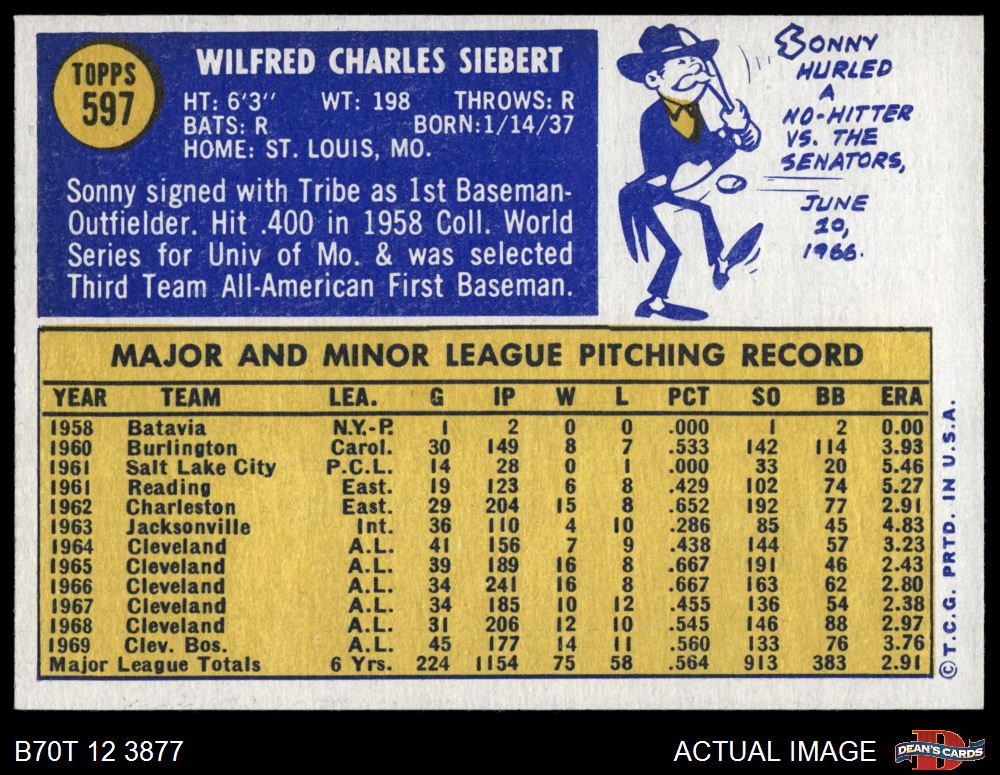 TOPPS
597
WILFRED CHARLES SIEBERT
HT: 6'3" WT: 198 THROWS: R
BATS: R BORN:1/14/37
HOME: ST. LOUIS, MO.
Sonny signed with Tribe as 1st Baseman-
Outfielder. Hit .400 in 1958 Coll. World
Series for Univ of Mo. & was selected
Third Team All-American First Baseman.
SONNY
HURLED
A
NO-HITTER
VS. THE
SENATORS,
JUNE
10,
1966.
MAJOR AND MINOR LEAGUE PITCHING RECORD
YEAR TEAM LEA. G IP W L PCT SO BB ERA
1958 Batavia N.Y.-P. 1 2 0 0 .000 1 2 0.00
1960 Burlington Carol. 30 149 8 7 .533 142 114 3.93
1961 Salt Lake City P.C.L. 14 28 0 1 .000 33 20 5.46
1961 Reading East. 19 123 6 8 .429 102 74 5.27
1962 Charleston East. 29 204 15 8 .652 192 77 2.91
1963 Jacksonville Int. 36 110 4 10 .286 85 45 4.83
1964 Cleveland A.L. 41 156 7 9 .438 144 57 3.23
1965 Cleveland A.L. 39 189 16 8 .667 191 46 2.43
1966 Cleveland A.L. 34 241 16 8 .667 163 62 2.80
1967 Cleveland A.L. 34 185 10 12 .455 136 54 2.38
1968 Cleveland A.L. 31 206 12 10 .545 146 88 2.97
1969 Clev. Bos. A.L. 45 177 14 11 .560 133 76 3.76
Major League Totals 6 Yrs. 224 1154 75 58 .564 913 383 2.91
© T.C.G. PRTD. IN U.S.A.
B70T 12 3877
ACTUAL IMAGE
D
DEAN'S CARDS